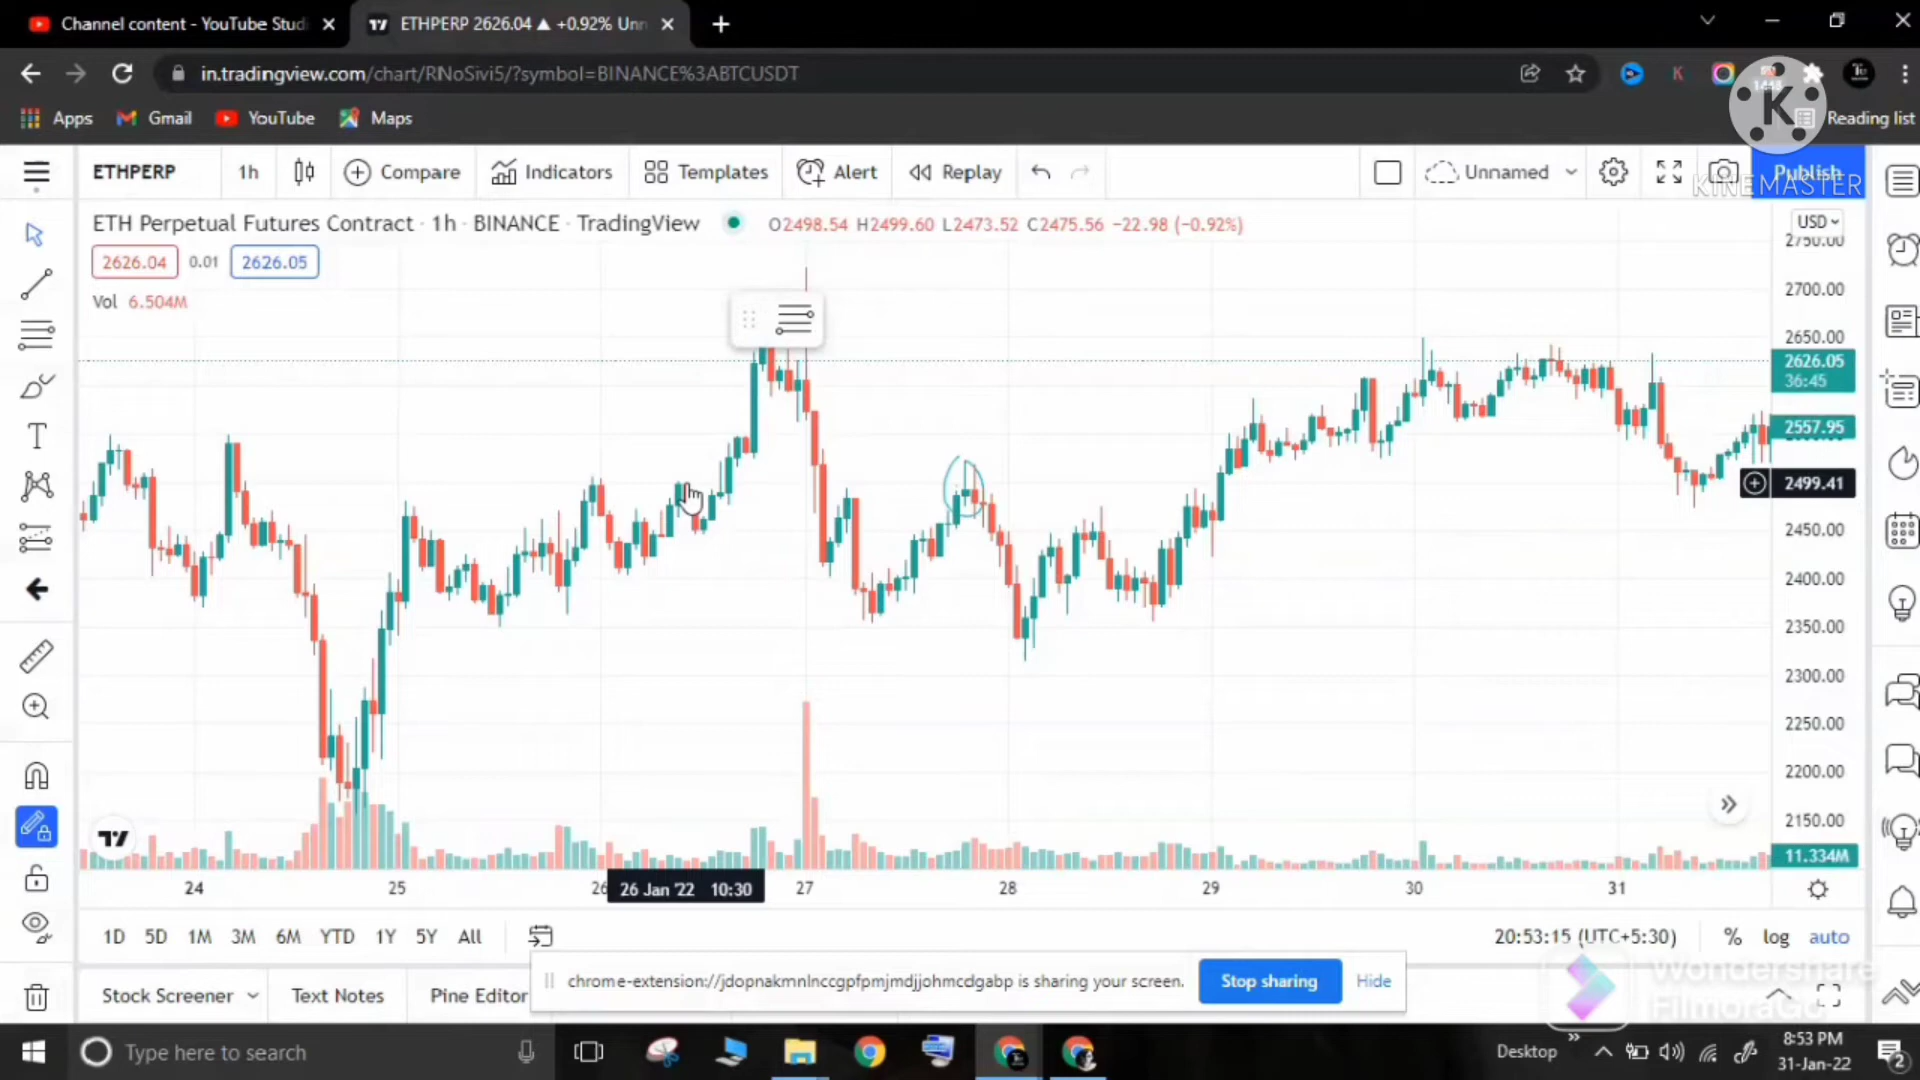 Channel content - YouTube Stud
ETHPERP 2626.04 ▲ +0.92% Unn
in.tradingview.com/chart/RlNoSivi5/?symbol=BINANCE%3ABTCUSDT
Apps Gmail YouTube Maps Reading list
K
ETHPERP 1h Compare Indicators Templates Alert Replay Unnamed Publish
KINEMASTER
ETH Perpetual Futures Contract · 1h · BINANCE · TradingView O2498.54 H2499.60 L2473.52 C2475.56 −22.98 (−0.92%)
USD
2626.04 0.01 2626.05
Vol 6.504M
2750.00
2700.00
2650.00
2626.05
36:45
2557.95
2499.41
2450.00
2400.00
2350.00
2300.00
2250.00
2200.00
2150.00
11.334M
24 25 26 26 Jan '22 10:30 27 28 29 30 31
1D 5D 1M 3M 6M YTD 1Y 5Y All 20:53:15 (UTC+5:30) % log auto
chrome-extension://jdopnakmnlnccgpfpmjmdjjohmcdgabp is sharing your screen. Stop sharing Hide
Stock Screener Text Notes Pine Editor
Wondershare
FilmoraGo
Type here to search
Desktop
8:53 PM
31-Jan-22
2